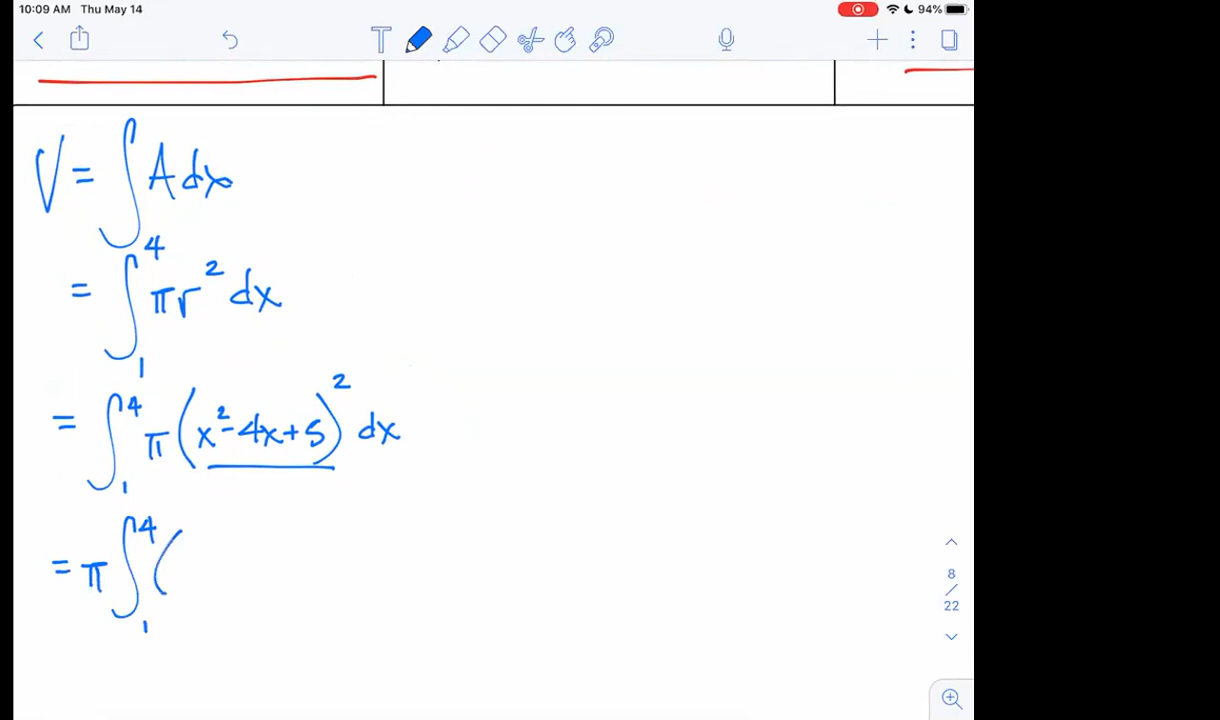 10:09 AM Thu May 14
94%
V = ∫ A dx
= ∫₁⁴ πr² dx
= ∫₁⁴ π(x²-4x+5)² dx
= π ∫₁⁴ (
8
/
22